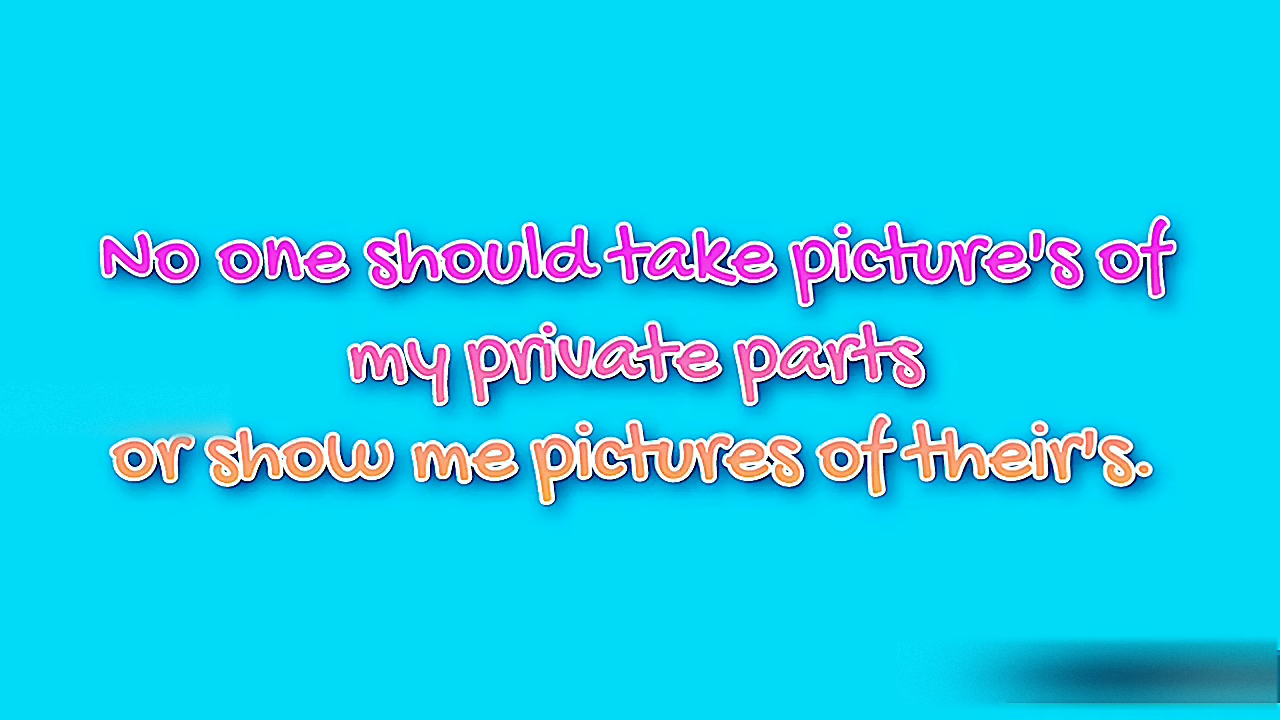 No one should take picture's of
my private parts
or show me pictures of their's.